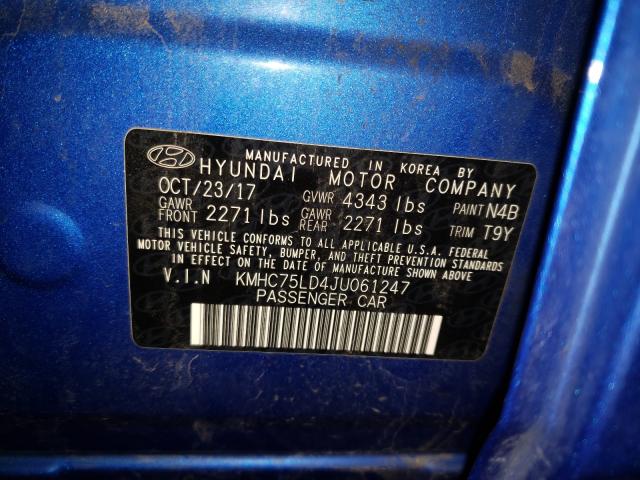 MANUFACTURED IN KOREA BY
HYUNDAI MOTOR COMPANY
OCT/23/17 GVWR 4343 lbs PAINT N4B
GAWR FRONT 2271 lbs GAWR REAR 2271 lbs TRIM T9Y
THIS VEHICLE CONFORMS TO ALL APPLICABLE U.S.A. FEDERAL
MOTOR VEHICLE SAFETY, BUMPER, AND THEFT PREVENTION STANDARDS
IN EFFECT ON THE DATE OF MANUFACTURE SHOWN ABOVE.
V.I.N KMHC75LD4JU061247
PASSENGER CAR